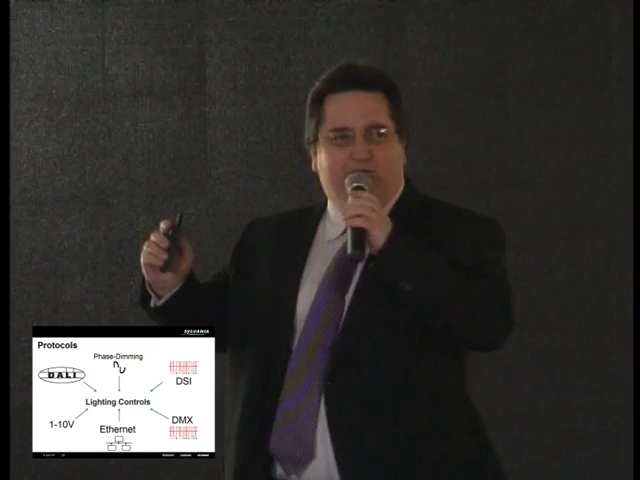 SYLVANIA
Protocols
Phase-Dimming
DALI
DSI
Lighting Controls
1-10V
DMX
Ethernet